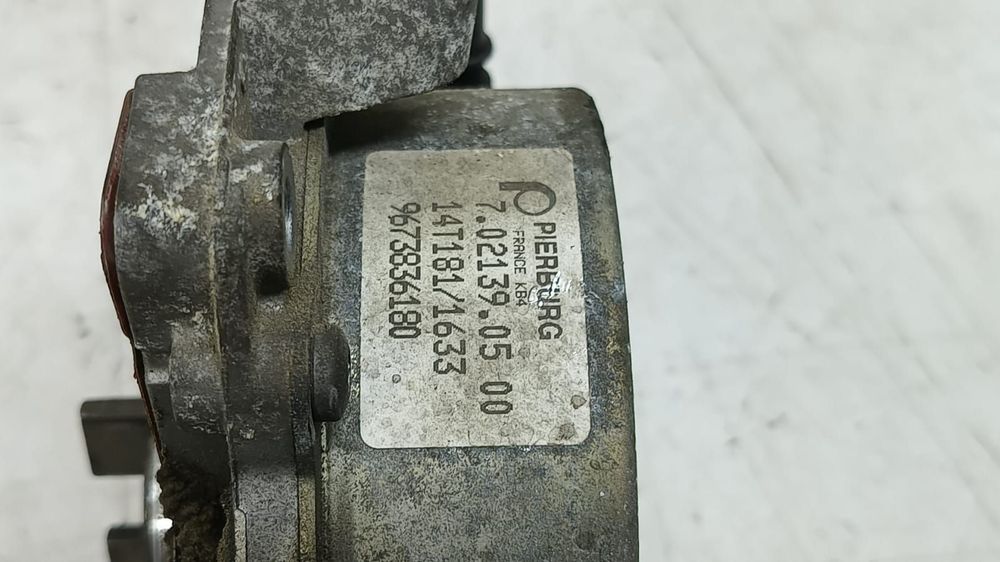 PIERBURG
FRANCE KB4
7.02139.05 00
14T181/1633
9673836180